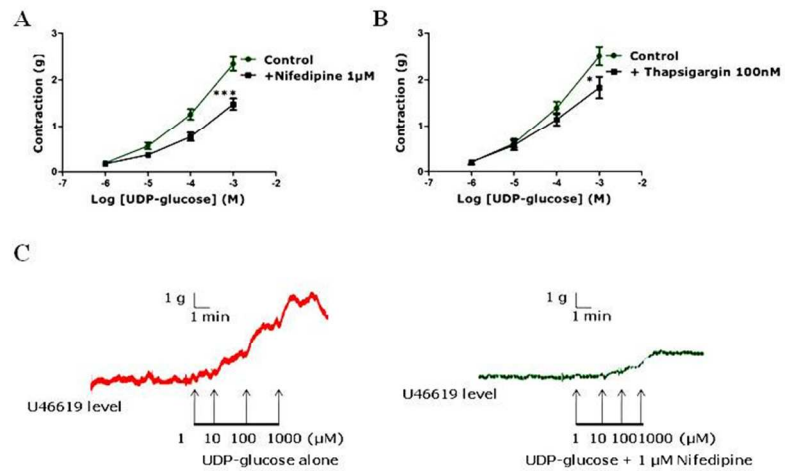 A
Contraction (g)
3
2
1
0
-7 -6 -5 -4 -3 -2
Log [UDP-glucose] (M)
Control
+Nifedipine 1µM
***
B
Contraction (g)
3
2
1
0
-7 -6 -5 -4 -3 -2
Log [UDP-glucose] (M)
Control
+ Thapsigargin 100nM
*
C
1 g
1 min
U46619 level
1 10 100 1000 (µM)
UDP-glucose alone
1 g
1 min
U46619 level
1 10 1001000 (µM)
UDP-glucose + 1 µM Nifedipine